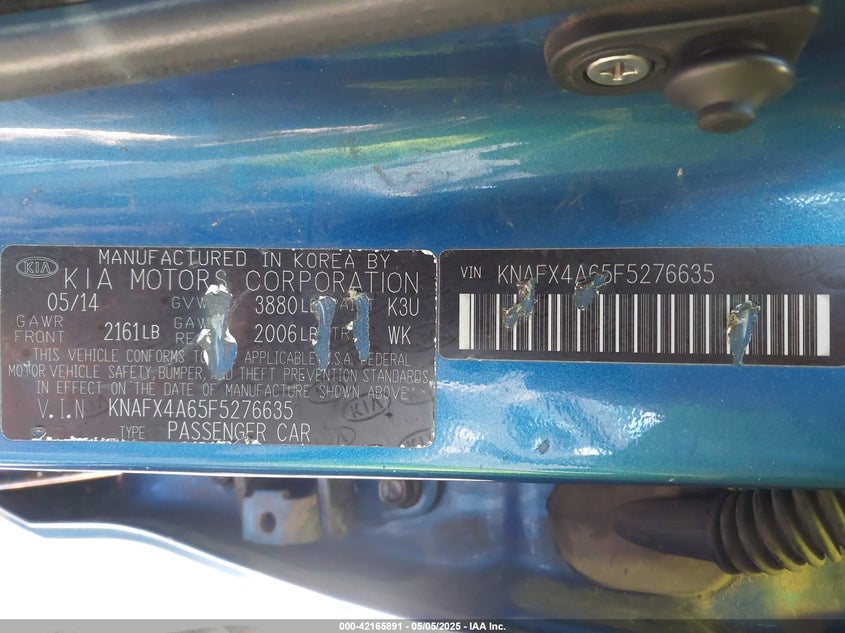 KIA
MANUFACTURED IN KOREA BY
KIA MOTORS CORPORATION
05/14 3880LB K3U
GAWR FRONT 2161LB 2006LB WK
THIS VEHICLE CONFORMS TO APPLICABLE FEDERAL
MOTOR VEHICLE SAFETY, BUMPER, THEFT PREVENTION STANDARDS
IN EFFECT ON THE DATE OF MANUFACTURE SHOWN ABOVE
V.I.N KNAFX4A65F5276635
TYPE PASSENGER CAR
VIN KNAFX4A65F5276635
000-42165891 - 05/05/2025 - IAA Inc.